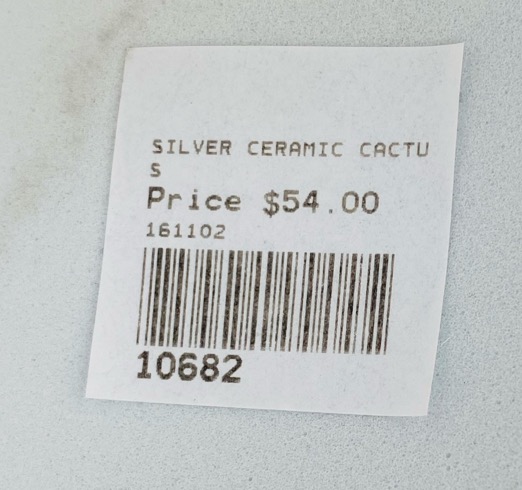 SILVER CERAMIC CACTU
S
Price $54.00
161102
10682